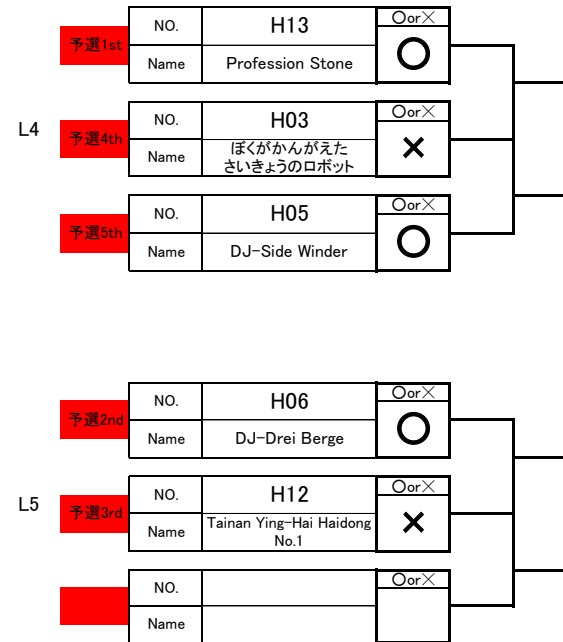 予選1st
NO.
H13
〇or×
Name
Profession Stone
〇
L4
予選4th
NO.
H03
〇or×
Name
ぼくがかんがえた
さいきょうのロボット
×
予選5th
NO.
H05
〇or×
Name
DJ-Side Winder
〇
予選2nd
NO.
H06
〇or×
Name
DJ-Drei Berge
〇
L5
予選3rd
NO.
H12
〇or×
Name
Tainan Ying-Hai Haidong
No.1
×
NO.
〇or×
Name